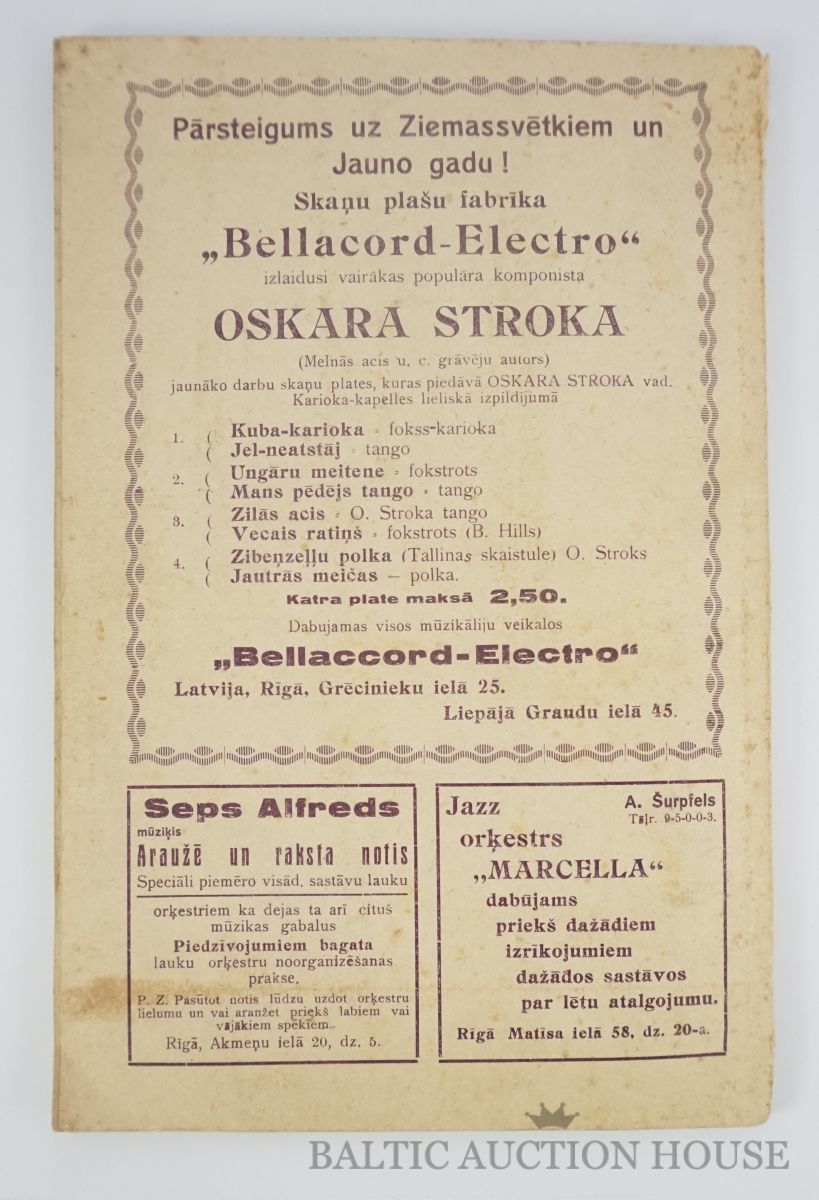 Pārsteigums uz Ziemassvētkiem un
Jauno gadu !
Skaņu plašu fabrīka
„Bellacord-Electro“
izlaidusi vairākas populāra komponista
OSKARA STROKA
(Melnās acis u. c. grāvēju autors)
jaunāko darbu skaņu plates, kuras piedāvā OSKARA STROKA vad.
Karioka-kapelles lieliskā izpildījumā
1. ( Kuba-karioka - fokss-karioka
( Jel-neatstāj - tango
2. ( Ungāru meitene - fokstrots
( Mans pēdējs tango - tango
3. ( Zilās acis - O. Stroka tango
( Vecais ratiņš - fokstrots (B. Hills)
4. ( Zibeņzeļļu polka (Tallinas skaistule) O. Stroks
( Jautrās meičas — polka.
Katra plate maksā 2,50.
Dabujamas visos mūzikāliju veikalos
„Bellaccord-Electro“
Latvija, Rīgā, Grēcinieku ielā 25.
Liepājā Graudu ielā 45.
Seps Alfreds
mūziķis
Araužē un raksta notis
Speciāli piemēro visād. sastāvu lauku
orķestriem ka dejas ta arī cituš
mūzikas gabalus
Piedzīvojumiem bagata
lauku orķestru noorganizēšanas
prakse.
P. Z. Pasūtot notis lūdzu uzdot orķestru
lielumu un vai aranžet priekš labiem vai
vājākiem spēkiem.
Rīgā, Akmeņu ielā 20, dz. 5.
Jazz
A. Šurpfels
Tāļr. 9-5-0-0-3.
orķestrs
„MARCELLA“
dabūjams
priekš dažādiem
izrīkojumiem
dažādos sastāvos
par lētu atalgojumu.
Rīgā Matīsa ielā 58, dz. 20-a.
BALTIC AUCTION HOUSE